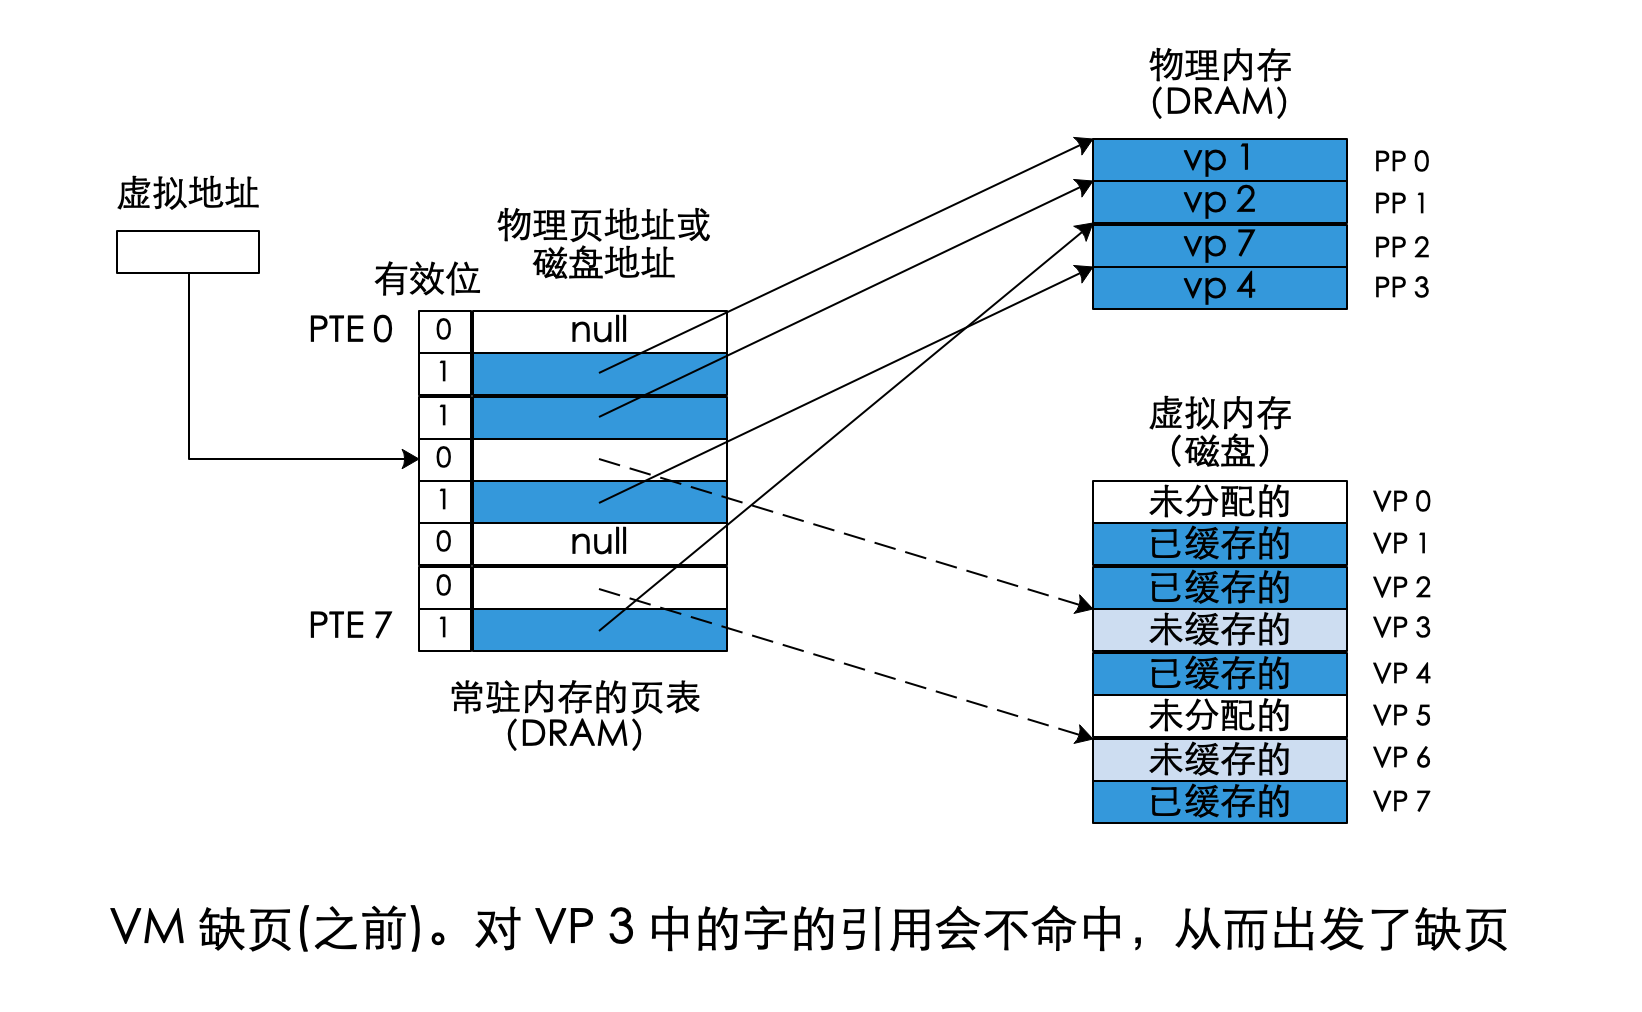 物理内存
(DRAM)
vp 1 PP 0
vp 2 PP 1
vp 7 PP 2
vp 4 PP 3
虚拟地址
物理页地址或
磁盘地址
有效位
PTE 0 0 null
1
1
0
1
0 null
0
PTE 7 1
常驻内存的页表
(DRAM)
虚拟内存
(磁盘)
未分配的 VP 0
已缓存的 VP 1
已缓存的 VP 2
未缓存的 VP 3
已缓存的 VP 4
未分配的 VP 5
未缓存的 VP 6
已缓存的 VP 7
VM 缺页(之前)。对 VP 3 中的字的引用会不命中，从而出发了缺页